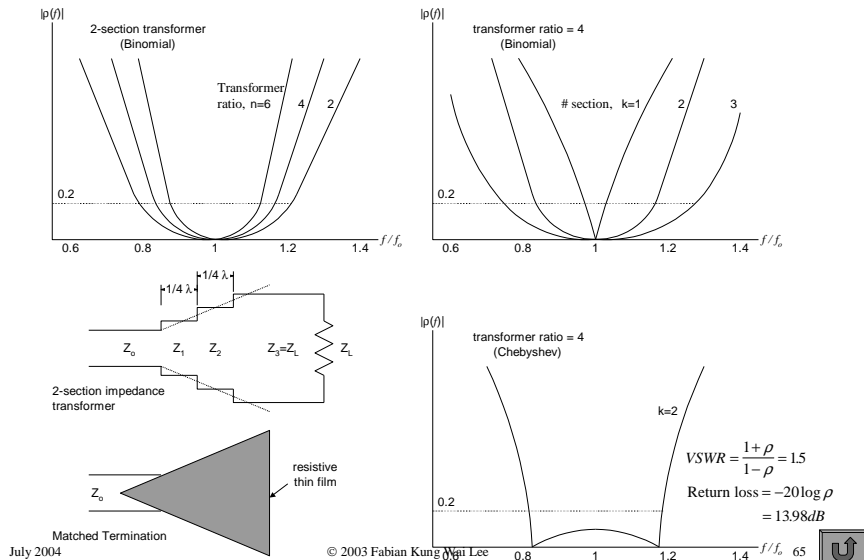 |ρ(f)|
2-section transformer
(Binomial)
Transformer
ratio, n=6 4 2
0.2
0.6 0.8 1 1.2 1.4 f / fo
|ρ(f)|
transformer ratio = 4
(Binomial)
# section, k=1 2 3
0.2
0.6 0.8 1 1.2 1.4 f / fo
1/4 λ 1/4 λ
Zo Z1 Z2 Z3=ZL ZL
2-section impedance
transformer
Zo
resistive
thin film
Matched Termination
|ρ(f)|
transformer ratio = 4
(Chebyshev)
k=2
0.2
0.6 0.8 1 1.2 1.4 f / fo
VSWR = (1 + ρ) / (1 − ρ) = 1.5
Return loss = −20 log ρ
= 13.98dB
July 2004 © 2003 Fabian Kung Wai Lee 65